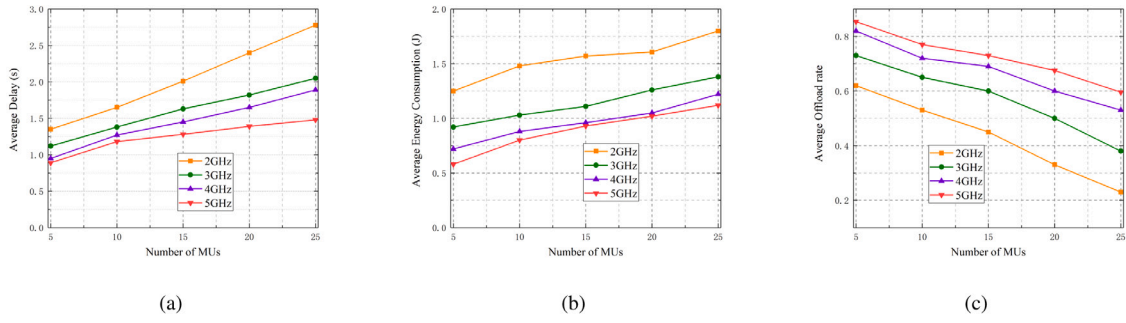 3.0
2.5
2.0
1.5
1.0
0.5
0.0
5
10
15
20
25
Average Delay (s)
Number of MUs
2GHz
3GHz
4GHz
5GHz
(a)
2.0
1.5
1.0
0.5
0.0
5
10
15
20
25
Average Energy Consumption (J)
Number of MUs
2GHz
3GHz
4GHz
5GHz
(b)
0.8
0.6
0.4
0.2
5
10
15
20
25
Average Offload rate
Number of MUs
2GHz
3GHz
4GHz
5GHz
(c)